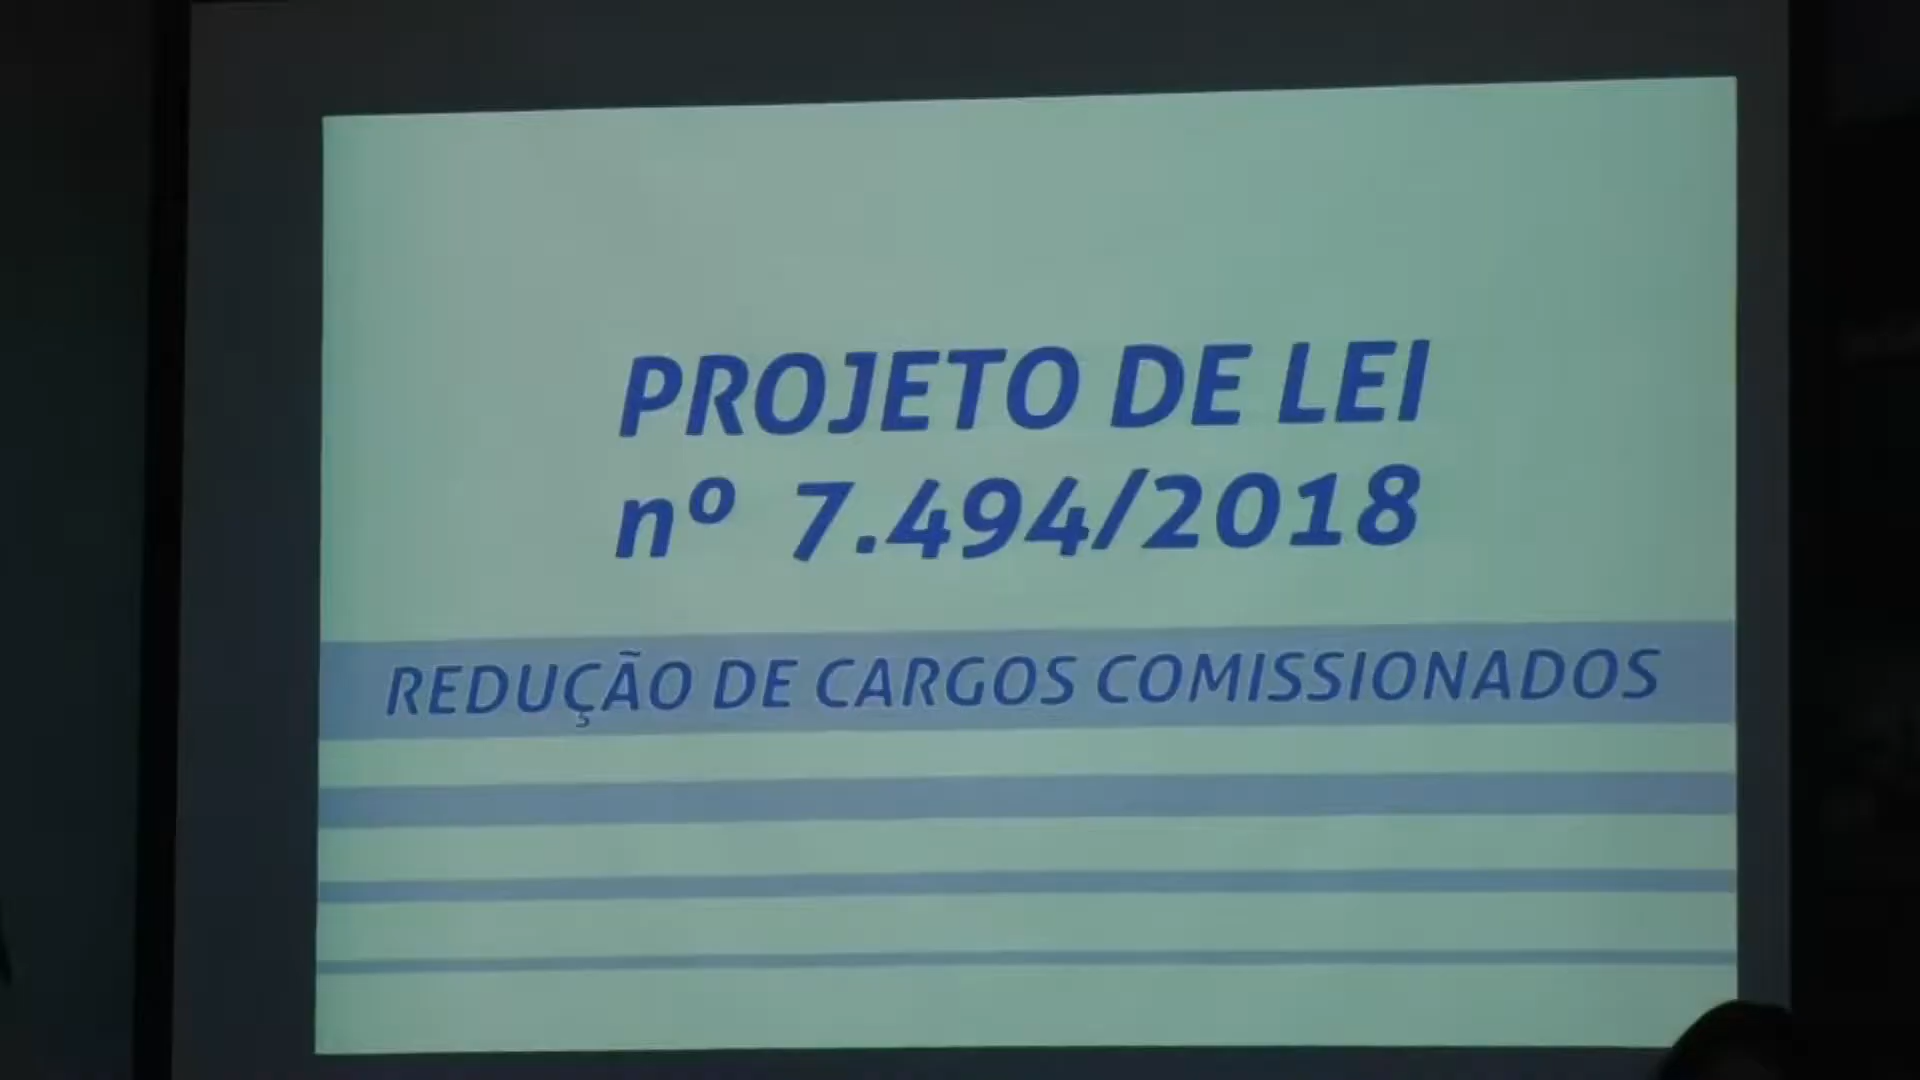 PROJETO DE LEI
nº 7.494/2018
REDUÇÃO DE CARGOS COMISSIONADOS